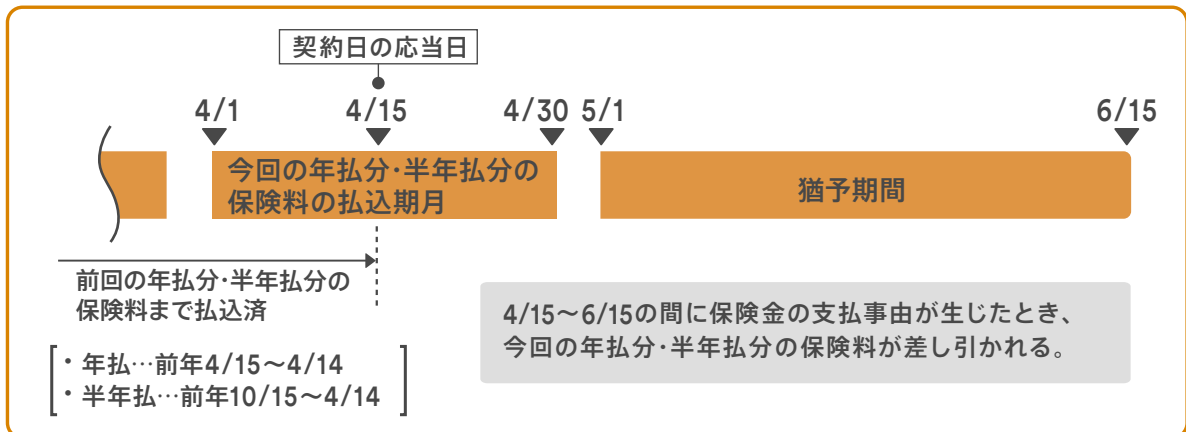 契約日の応当日
4/1
4/15
4/30
5/1
6/15
今回の年払分・半年払分の
保険料の払込期月
猶予期間
前回の年払分・半年払分の
保険料まで払込済
・年払…前年4/15～4/14
・半年払…前年10/15～4/14
4/15～6/15の間に保険金の支払事由が生じたとき、
今回の年払分・半年払分の保険料が差し引かれる。